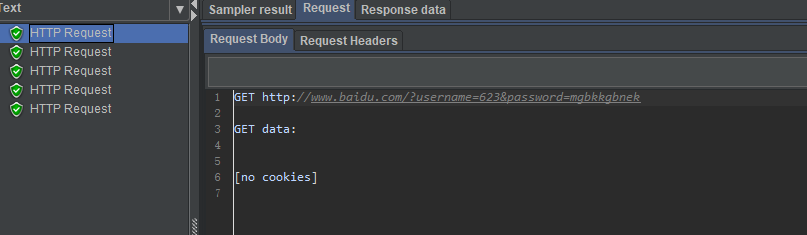 Text ▼
Sampler result Request Response data
HTTP Request
HTTP Request
HTTP Request
HTTP Request
HTTP Request
Request Body Request Headers
1 GET http://www.baidu.com/?username=623&password=mgbkkgbnek
2
3 GET data:
4
5
6 [no cookies]
7